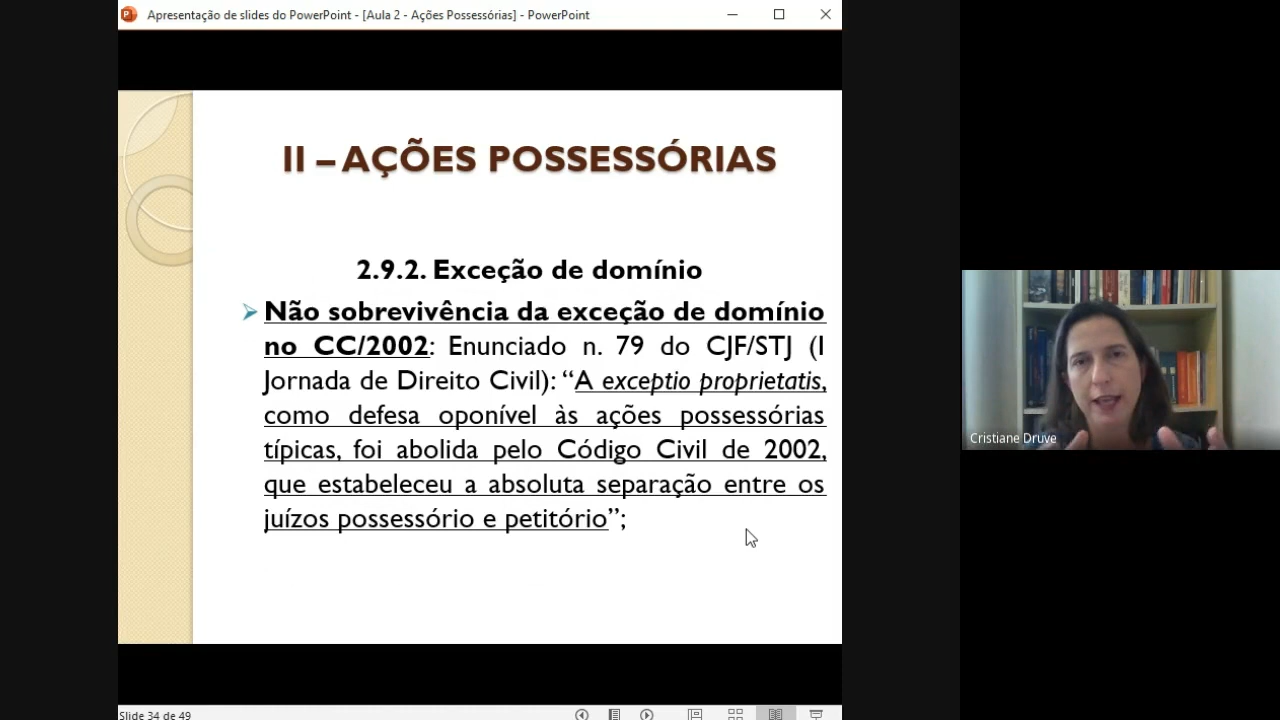 Apresentação de slides do PowerPoint - [Aula 2 - Ações Possessórias] - PowerPoint
II – AÇÕES POSSESSÓRIAS
2.9.2. Exceção de domínio
Não sobrevivência da exceção de domínio
no CC/2002: Enunciado n. 79 do CJF/STJ (I
Jornada de Direito Civil): “A exceptio proprietatis,
como defesa oponível às ações possessórias
típicas, foi abolida pelo Código Civil de 2002,
que estabeleceu a absoluta separação entre os
juízos possessório e petitório”;
Cristiane Druve
Slide 34 de 49